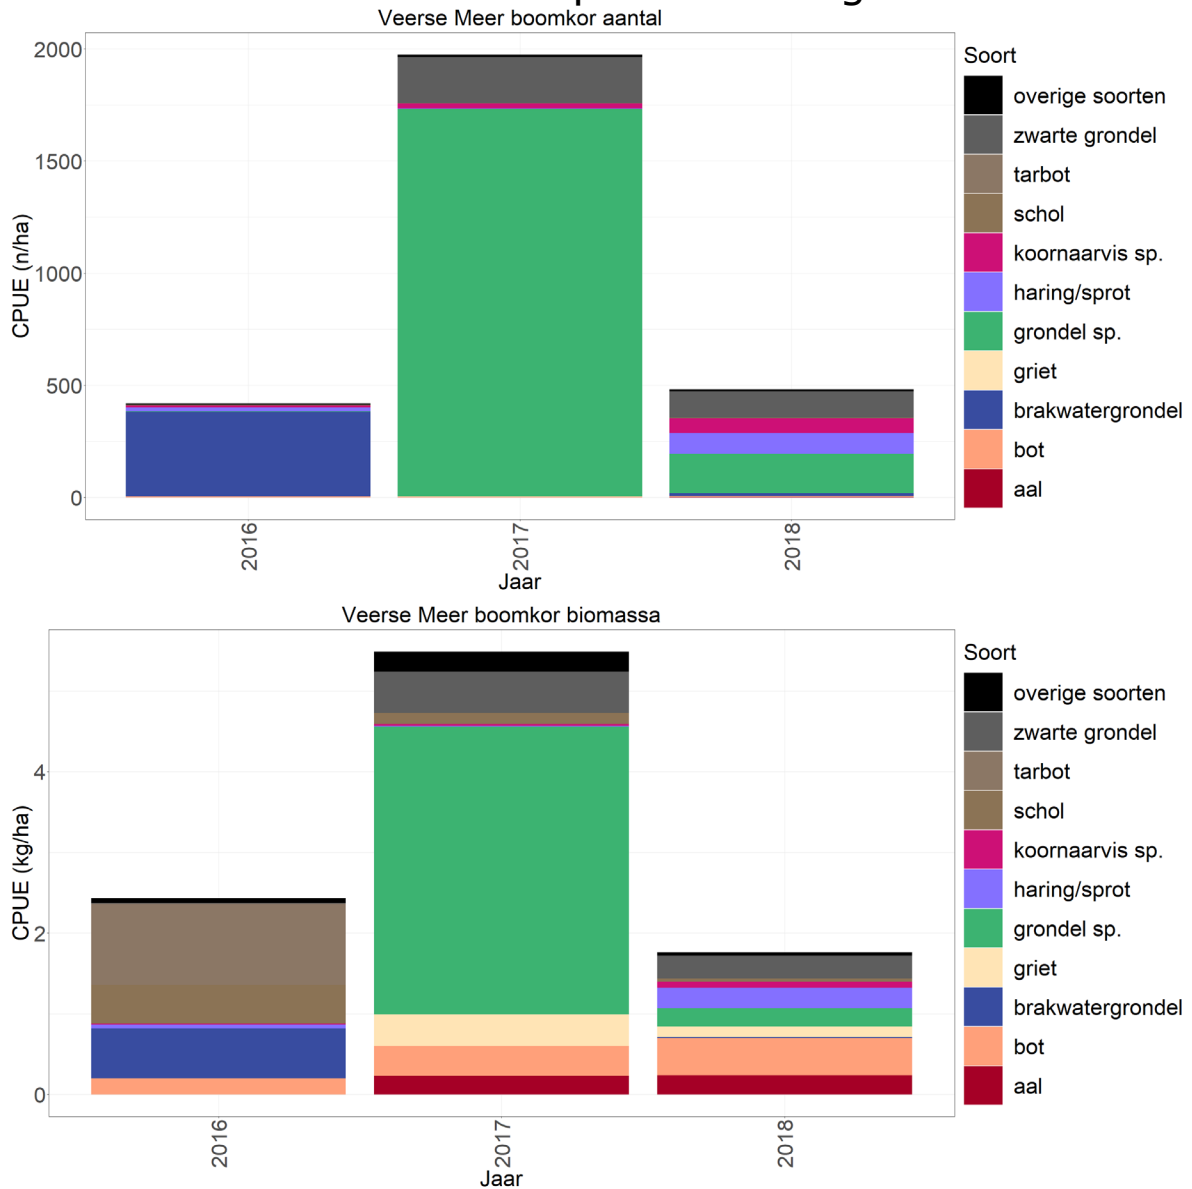 Veerse Meer boomkor aantal
CPUE (n/ha)
2000
1500
1000
500
0
2016
2017
2018
Jaar
Soort
overige soorten
zwarte grondel
tarbot
schol
koornaarvis sp.
haring/sprot
grondel sp.
griet
brakwatergrondel
bot
aal
Veerse Meer boomkor biomassa
CPUE (kg/ha)
4
2
0
2016
2017
2018
Jaar
Soort
overige soorten
zwarte grondel
tarbot
schol
koornaarvis sp.
haring/sprot
grondel sp.
griet
brakwatergrondel
bot
aal